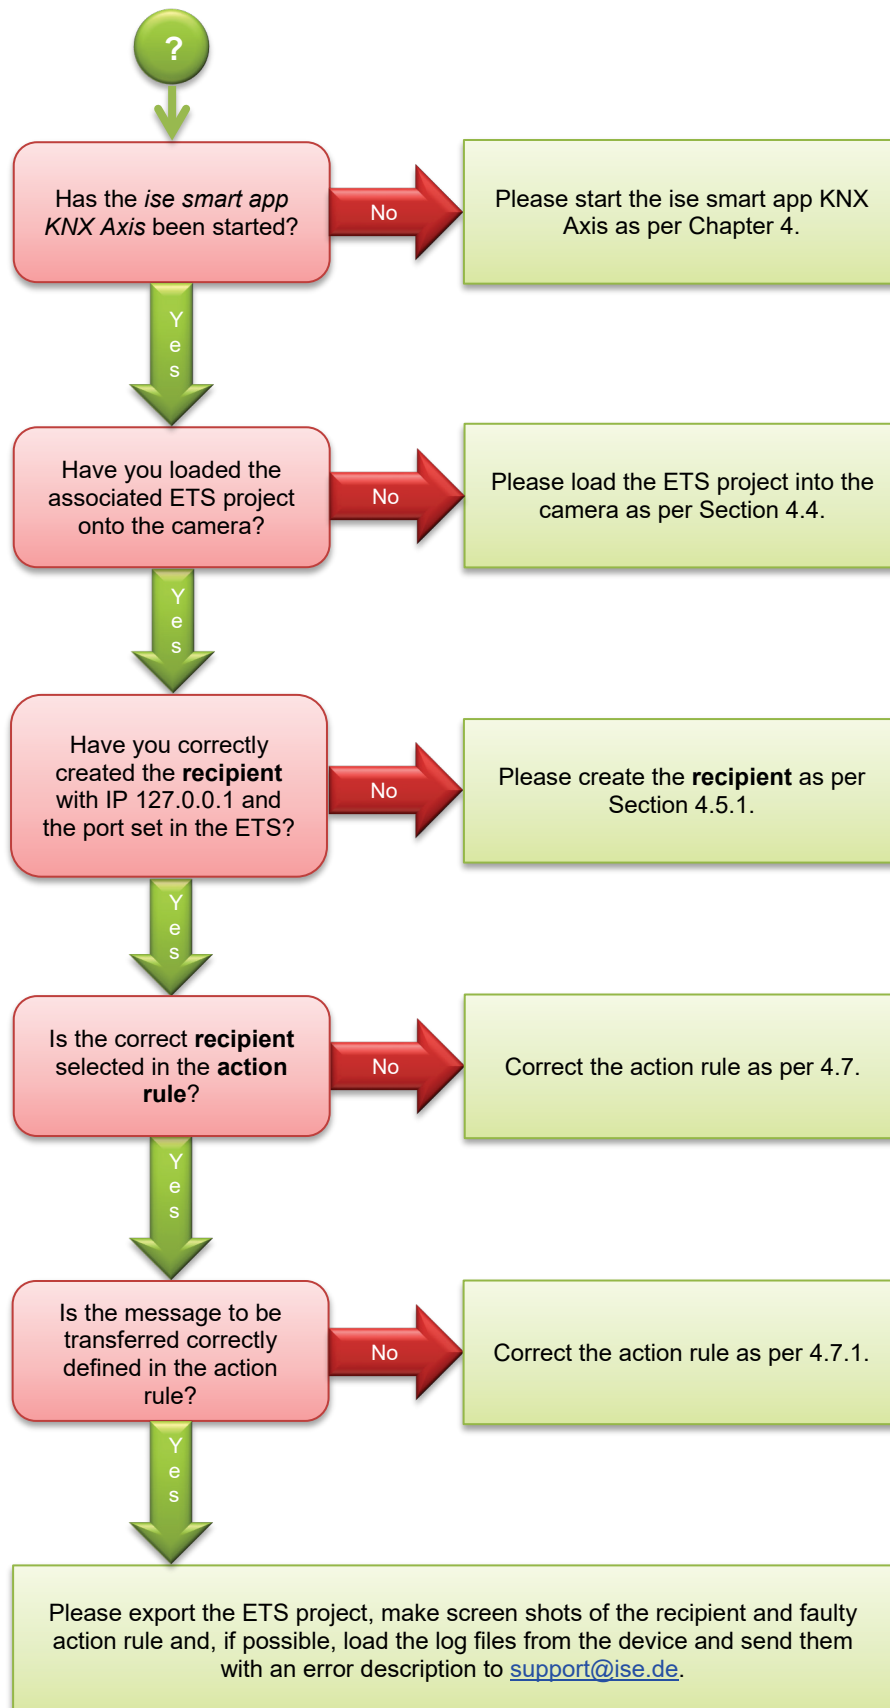 ?
Has the ise smart app
KNX Axis been started?
No
Please start the ise smart app KNX
Axis as per Chapter 4.
Yes
Have you loaded the
associated ETS project
onto the camera?
No
Please load the ETS project into the
camera as per Section 4.4.
Yes
Have you correctly
created the recipient
with IP 127.0.0.1 and
the port set in the ETS?
No
Please create the recipient as per
Section 4.5.1.
Yes
Is the correct recipient
selected in the action
rule?
No
Correct the action rule as per 4.7.
Yes
Is the message to be
transferred correctly
defined in the action
rule?
No
Correct the action rule as per 4.7.1.
Yes
Please export the ETS project, make screen shots of the recipient and faulty
action rule and, if possible, load the log files from the device and send them
with an error description to support@ise.de.